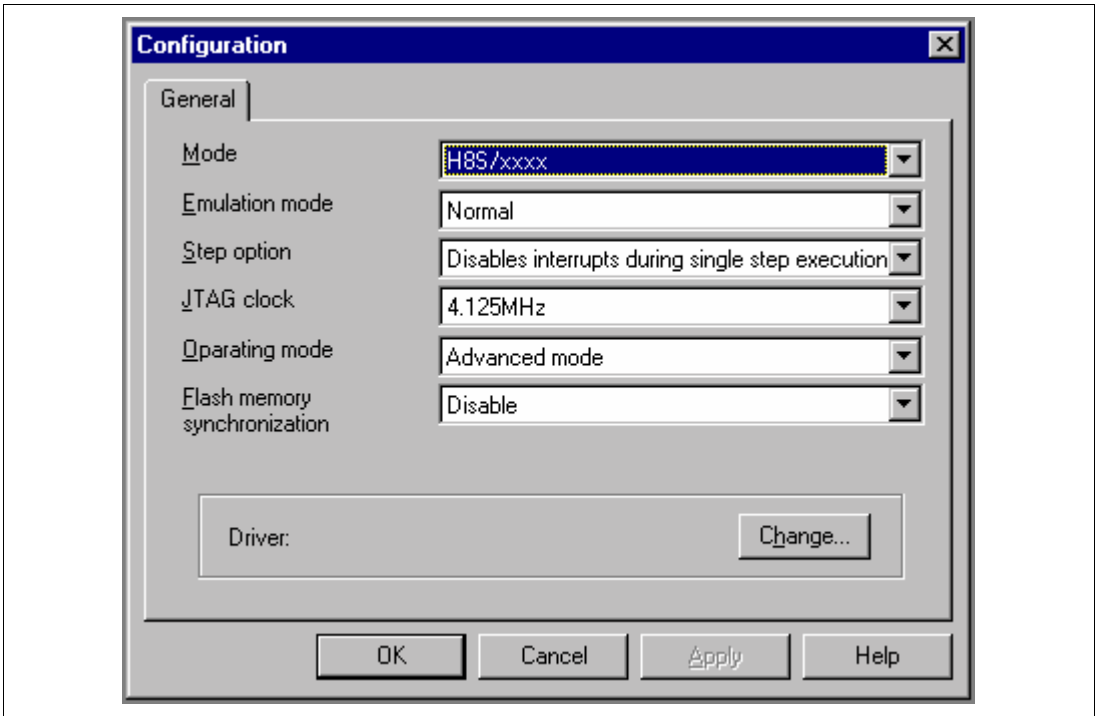 Configuration
General
Mode
H8S/xxxx
Emulation mode
Normal
Step option
Disables interrupts during single step execution
JTAG clock
4.125MHz
Oparating mode
Advanced mode
Flash memory
synchronization
Disable
Driver:
Change...
OK
Cancel
Apply
Help